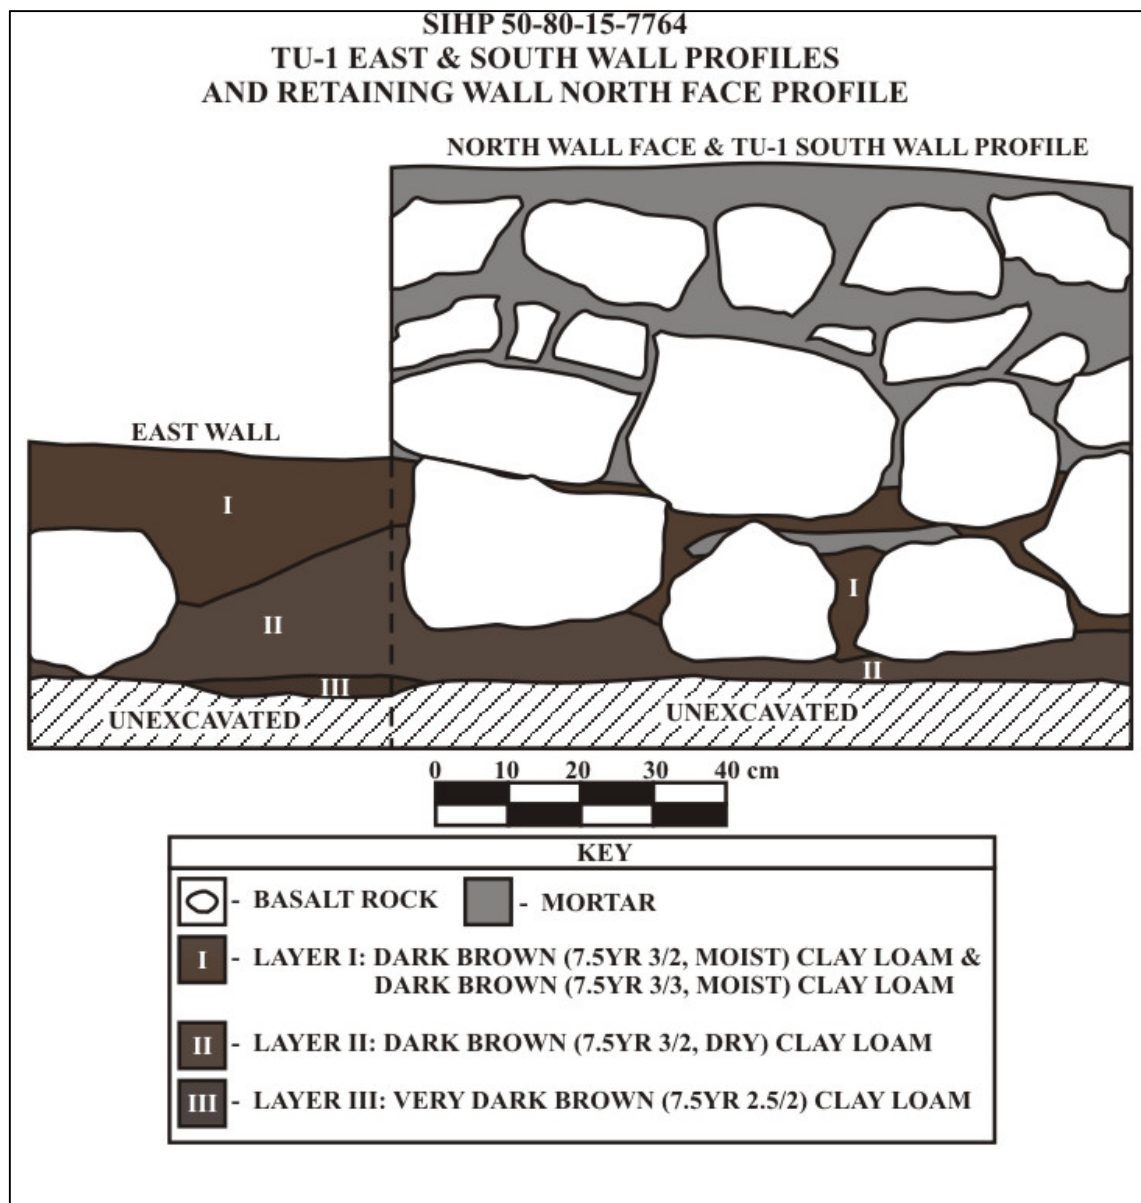 SIHP 50-80-15-7764
TU-1 EAST & SOUTH WALL PROFILES
AND RETAINING WALL NORTH FACE PROFILE
NORTH WALL FACE & TU-1 SOUTH WALL PROFILE
EAST WALL
I
I
II
II
III
UNEXCAVATED
UNEXCAVATED
0 10 20 30 40 cm
KEY
- BASALT ROCK - MORTAR
I - LAYER I: DARK BROWN (7.5YR 3/2, MOIST) CLAY LOAM &
DARK BROWN (7.5YR 3/3, MOIST) CLAY LOAM
II - LAYER II: DARK BROWN (7.5YR 3/2, DRY) CLAY LOAM
III - LAYER III: VERY DARK BROWN (7.5YR 2.5/2) CLAY LOAM